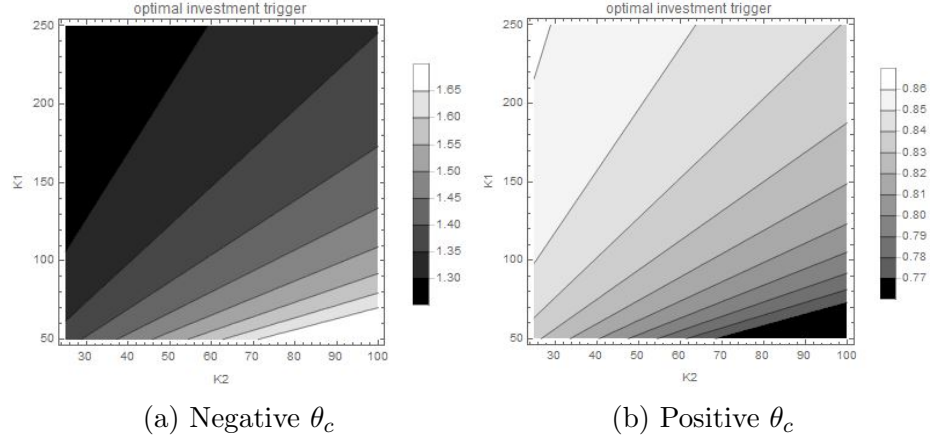 optimal investment trigger
250
200
150
100
50
K1
30 40 50 60 70 80 90 100
K2
1.65
1.60
1.55
1.50
1.45
1.40
1.35
1.30
(a) Negative θc
optimal investment trigger
250
200
150
100
50
K1
30 40 50 60 70 80 90 100
K2
0.86
0.85
0.84
0.83
0.82
0.81
0.80
0.79
0.78
0.77
(b) Positive θc